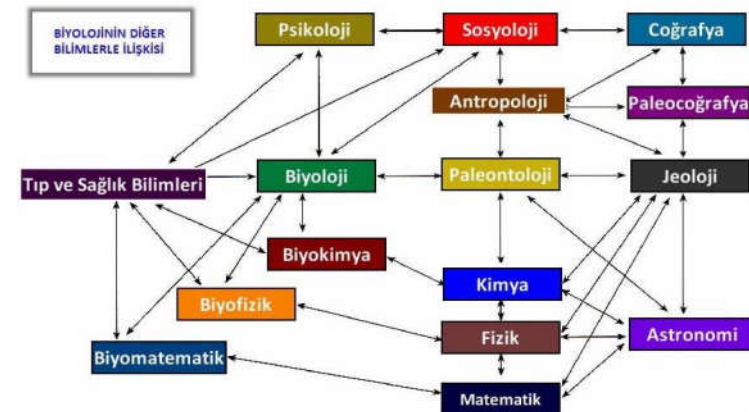 BİYOLOJİNİN DİĞER
BİLİMLERLE İLİŞKİSİ
Psikoloji
Sosyoloji
Coğrafya
Antropoloji
Paleocoğrafya
Tıp ve Sağlık Bilimleri
Biyoloji
Paleontoloji
Jeoloji
Biyokimya
Kimya
Biyofizik
Fizik
Astronomi
Biyomatematik
Matematik